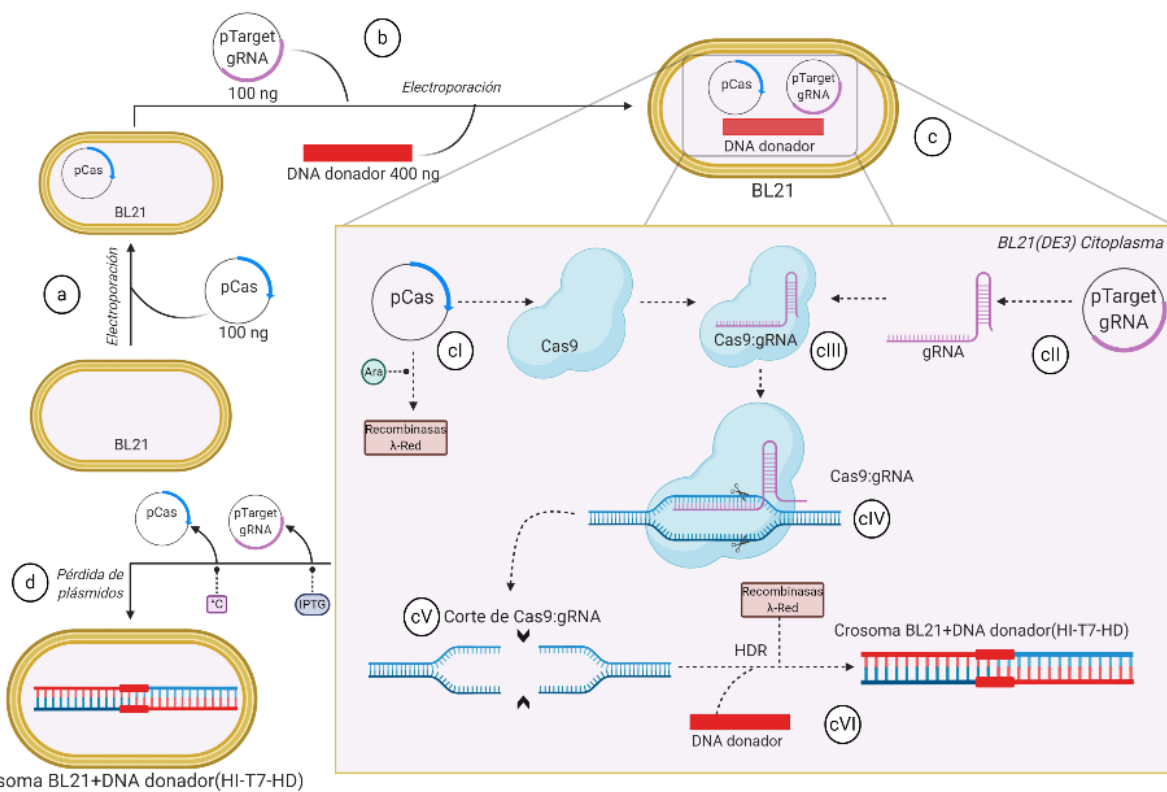 pTarget
gRNA
100 ng
b
Electroporación
DNA donador 400 ng
pCas
BL21
Electroporación
a
pCas
100 ng
BL21
pCas
pTarget
gRNA
DNA donador
BL21
c
BL21(DE3) Citoplasma
pCas
cI
Ara
Recombinasas
λ-Red
Cas9
Cas9:gRNA
cIII
gRNA
cII
pTarget
gRNA
Cas9:gRNA
cIV
cV
Corte de Cas9:gRNA
Recombinasas
λ-Red
HDR
DNA donador
cVI
Crosoma BL21+DNA donador(HI-T7-HD)
pCas
pTarget
gRNA
d
Pérdida de
plásmidos
°C
IPTG
osoma BL21+DNA donador(HI-T7-HD)